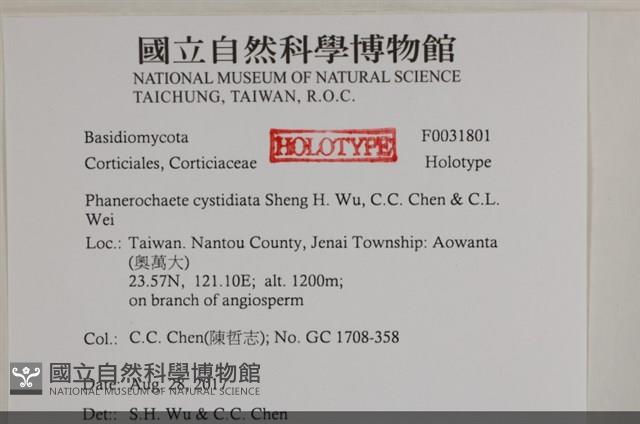 國立自然科學博物館
NATIONAL MUSEUM OF NATURAL SCIENCE
TAICHUNG, TAIWAN, R.O.C.
Basidiomycota HOLOTYPE F0031801
Corticiales, Corticiaceae Holotype
Phanerochaete cystidiata Sheng H. Wu, C.C. Chen & C.L.
Wei
Loc.: Taiwan. Nantou County, Jenai Township: Aowanta
(奧萬大)
23.57N, 121.10E; alt. 1200m;
on branch of angiosperm
Col.: C.C. Chen(陳哲志); No. GC 1708-358
國立自然科學博物館
Date: Aug. 28, 2017
NATIONAL MUSEUM OF NATURAL SCIENCE
Det:: S.H. Wu & C.C. Chen